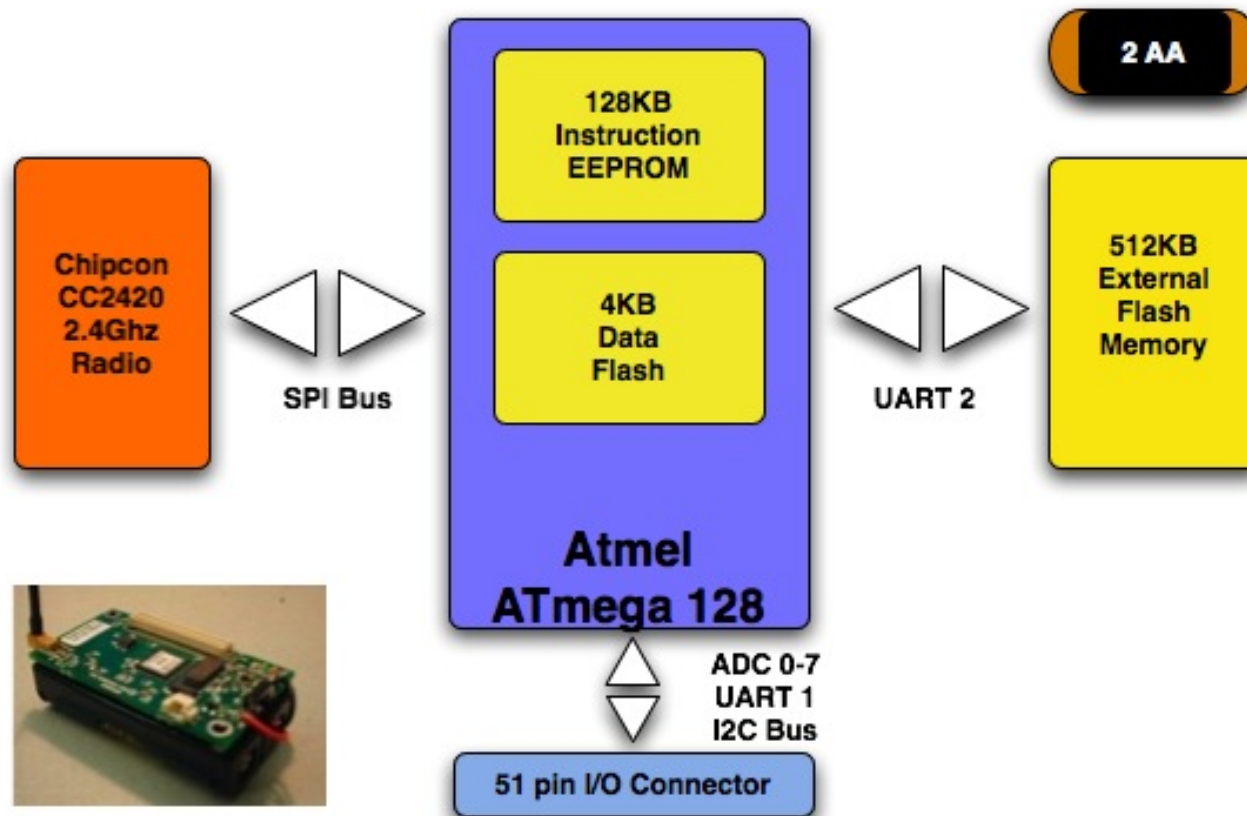 2 AA
128KB
Instruction
EEPROM
Chipcon
CC2420
2.4Ghz
Radio
4KB
Data
Flash
512KB
External
Flash
Memory
SPI Bus
UART 2
Atmel
ATmega 128
ADC 0-7
UART 1
I2C Bus
51 pin I/O Connector